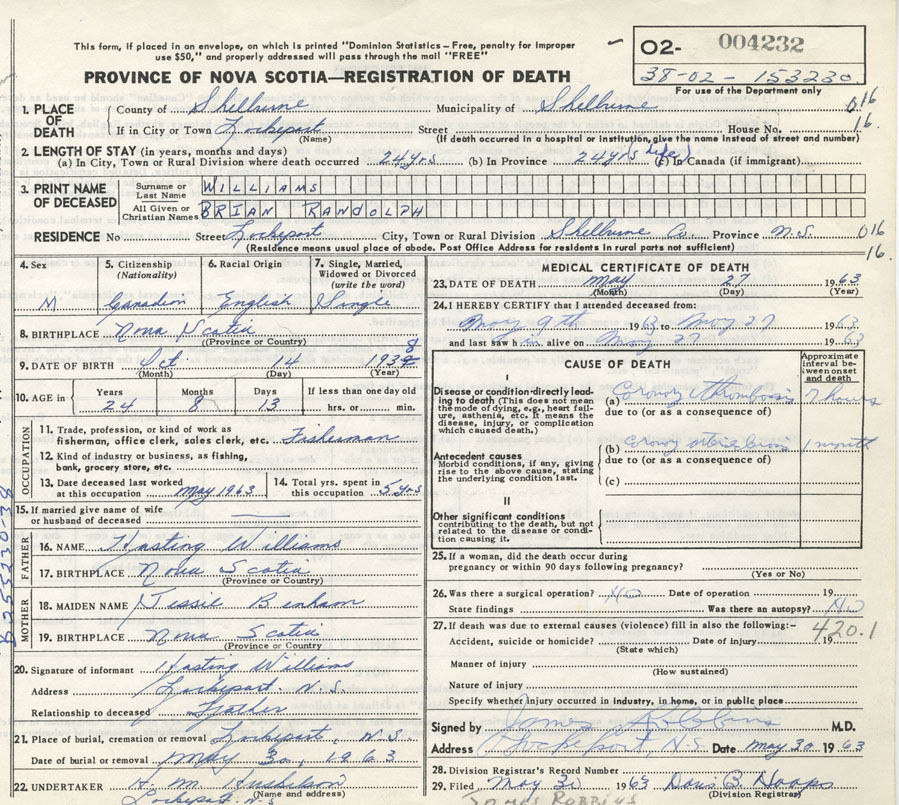 This form, if placed in an envelope, on which is printed "Dominion Statistics – Free, penalty for improper
use $50," and properly addressed will pass through the mail "FREE"
PROVINCE OF NOVA SCOTIA—REGISTRATION OF DEATH
02- 004232
38-02-153230
For use of the Department only
1. PLACE OF DEATH
County of Shelburne Municipality of Shelburne 016
If in City or Town Lockeport Street House No. 16.
(Name) (If death occurred in a hospital or institution, give the name instead of street and number)
2. LENGTH OF STAY (in years, months and days)
(a) In City, Town or Rural Division where death occurred 24 yrs (b) In Province 24 yrs (life) (c) In Canada (if immigrant)
3. PRINT NAME OF DECEASED
Surname or Last Name WILLIAMS
All Given or Christian Names BRIAN RANDOLPH
RESIDENCE No Street Lockeport City, Town or Rural Division Shelburne Co. Province N.S. 016
(Residence means usual place of abode. Post Office Address for residents in rural parts not sufficient) 16.
4. Sex M
5. Citizenship (Nationality) Canadian
6. Racial Origin English
7. Single, Married, Widowed or Divorced (write the word) Single
8. BIRTHPLACE Nova Scotia
(Province or Country)
9. DATE OF BIRTH Oct 14 1938
(Month) (Day) (Year)
10. AGE in Years 24 Months 8 Days 13 If less than one day old hrs. or min.
OCCUPATION
11. Trade, profession, or kind of work as
fisherman, office clerk, sales clerk, etc. Fisherman
12. Kind of industry or business, as fishing,
bank, grocery store, etc.
13. Date deceased last worked
at this occupation May 1963
14. Total yrs. spent in
this occupation 5 yrs
15. If married give name of wife
or husband of deceased
FATHER
16. NAME Hasting Williams
17. BIRTHPLACE Nova Scotia
(Province or Country)
MOTHER
18. MAIDEN NAME Jessie Benham
19. BIRTHPLACE Nova Scotia
(Province or Country)
20. Signature of informant Hasting Williams
Address Lockeport, N.S.
Relationship to deceased Father
21. Place of burial, cremation or removal Lockeport, N.S.
Date of burial or removal May 30, 1963
22. UNDERTAKER H. M.
Lockeport N.S. (Name and address)
MEDICAL CERTIFICATE OF DEATH
23. DATE OF DEATH May 27 1963
(Month) (Day) (Year)
24. I HEREBY CERTIFY that I attended deceased from:
May 9th 1963 to May 27 1963
and last saw him alive on May 27 1963
CAUSE OF DEATH
Approximate interval between onset and death
I
Disease or condition directly leading to death (This does not mean the mode of dying, e.g., heart failure, asthenia, etc. It means the disease, injury, or complication which caused death.)
(a) Coronary Thrombosis 7 hours
due to (or as a consequence of)
Antecedent causes
Morbid conditions, if any, giving rise to the above cause, stating the underlying condition last.
(b) Coronary 1 month
due to (or as a consequence of)
(c)
II
Other significant conditions
contributing to the death, but not related to the disease or condition causing it.
25. If a woman, did the death occur during
pregnancy or within 90 days following pregnancy?
(Yes or No)
26. Was there a surgical operation? No Date of operation 19
State findings Was there an autopsy? No
27. If death was due to external causes (violence) fill in also the following:–
420.1
Accident, suicide or homicide? Date of injury 19
(State which)
Manner of injury
(How sustained)
Nature of injury
Specify whether injury occurred in industry, in home, or in public place
Signed by James Robbins M.D.
Address Lockeport, N.S. Date May 30 1963
28. Division Registrar's Record Number
29. Filed May 30 1963
(Division Registrar)
JAMES ROBBINS